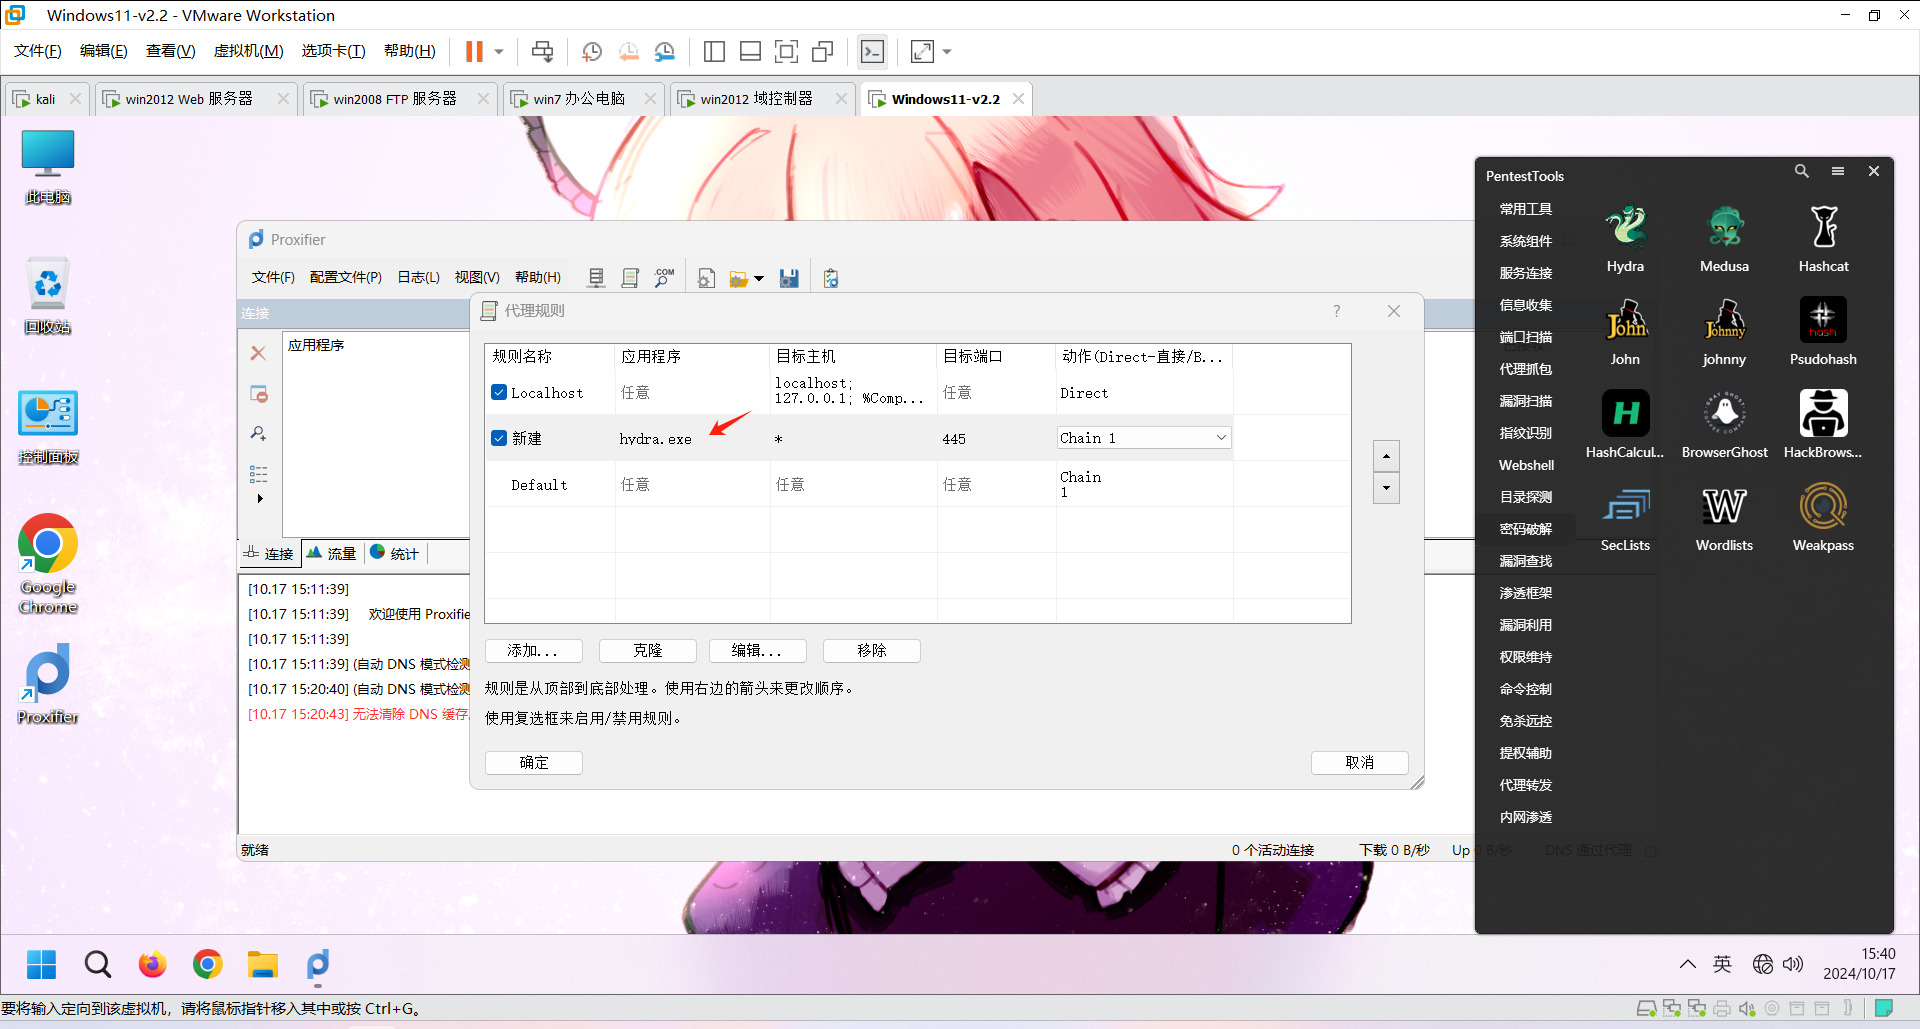 Windows11-v2.2 - VMware Workstation
文件(F) 编辑(E) 查看(V) 虚拟机(M) 选项卡(T) 帮助(H)
kali
win2012 Web 服务器
win2008 FTP 服务器
win7 办公电脑
win2012 域控制器
Windows11-v2.2
此电脑
回收站
控制面板
Google
Chrome
Proxifier
Proxifier
文件(F) 配置文件(P) 日志(L) 视图(V) 帮助(H)
.COM
连接
应用程序
连接 流量 统计
[10.17 15:11:39]
[10.17 15:11:39] 欢迎使用 Proxifie
[10.17 15:11:39]
[10.17 15:11:39] (自动 DNS 模式检测
[10.17 15:20:40] (自动 DNS 模式检测
[10.17 15:20:43] 无法清除 DNS 缓存
就绪
0 个活动连接 下载 0 B/秒 Up 0 B/秒 DNS 通过代理
代理规则
?
规则名称 应用程序 目标主机 目标端口 动作(Direct-直接/B...
Localhost 任意 localhost;
127.0.0.1; %Comp... 任意 Direct
新建 hydra.exe * 445 Chain 1
Default 任意 任意 任意 Chain
1
添加... 克隆 编辑... 移除
规则是从顶部到底部处理。使用右边的箭头来更改顺序。
使用复选框来启用/禁用规则。
确定 取消
PentestTools
常用工具
系统组件
服务连接
信息收集
端口扫描
代理抓包
漏洞扫描
指纹识别
Webshell
目录探测
密码破解
漏洞查找
渗透框架
漏洞利用
权限维持
命令控制
免杀远控
提权辅助
代理转发
内网渗透
Hydra Medusa Hashcat
John johnny Psudohash
HashCalcul... BrowserGhost HackBrows...
SecLists Wordlists Weakpass
英
15:40
2024/10/17
要将输入定向到该虚拟机，请将鼠标指针移入其中或按 Ctrl+G。